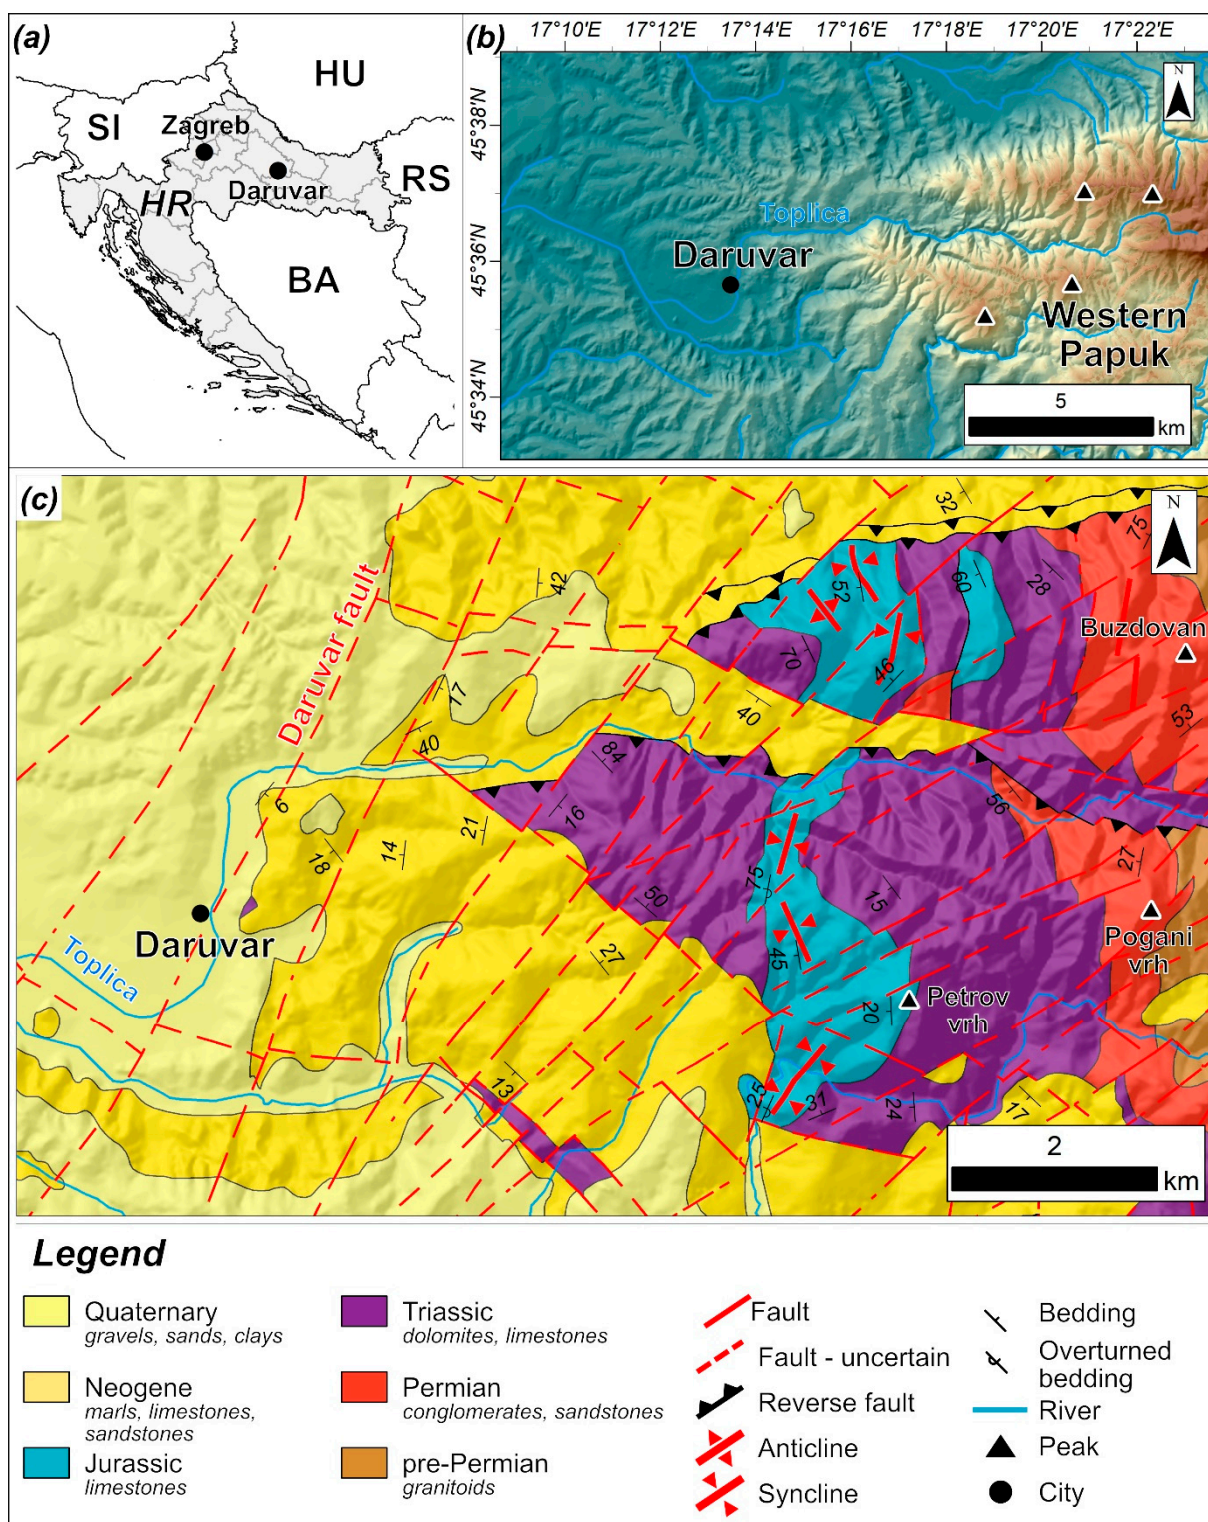 (a)
HU
SI
Zagreb
Daruvar
RS
HR
BA
(b)
17°10'E
17°12'E
17°14'E
17°16'E
17°18'E
17°20'E
17°22'E
45°38'N
45°36'N
45°34'N
N
Toplica
Daruvar
Western
Papuk
5
km
(c)
N
Daruvar fault
32
75
42
52
60
28
Buzdovan
70
46
17
40
40
53
84
6
16
56
21
14
18
27
75
15
50
Pogani
vrh
Daruvar
27
45
Toplica
20
Petrov
vrh
13
25
31
24
17
2
km
Legend
Quaternary
gravels, sands, clays
Neogene
marls, limestones,
sandstones
Jurassic
limestones
Triassic
dolomites, limestones
Permian
conglomerates, sandstones
pre-Permian
granitoids
Fault
Fault - uncertain
Reverse fault
Anticline
Syncline
Bedding
Overturned
bedding
River
Peak
City